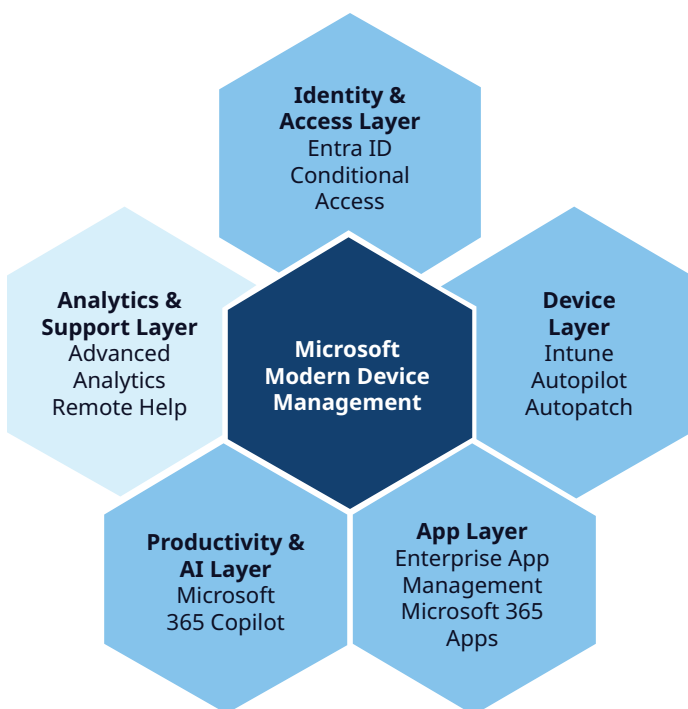 Identity &
Access Layer
Entra ID
Conditional
Access
Analytics &
Support Layer
Advanced
Analytics
Remote Help
Microsoft
Modern Device
Management
Device
Layer
Intune
Autopilot
Autopatch
Productivity &
AI Layer
Microsoft
365 Copilot
App Layer
Enterprise App
Management
Microsoft 365
Apps